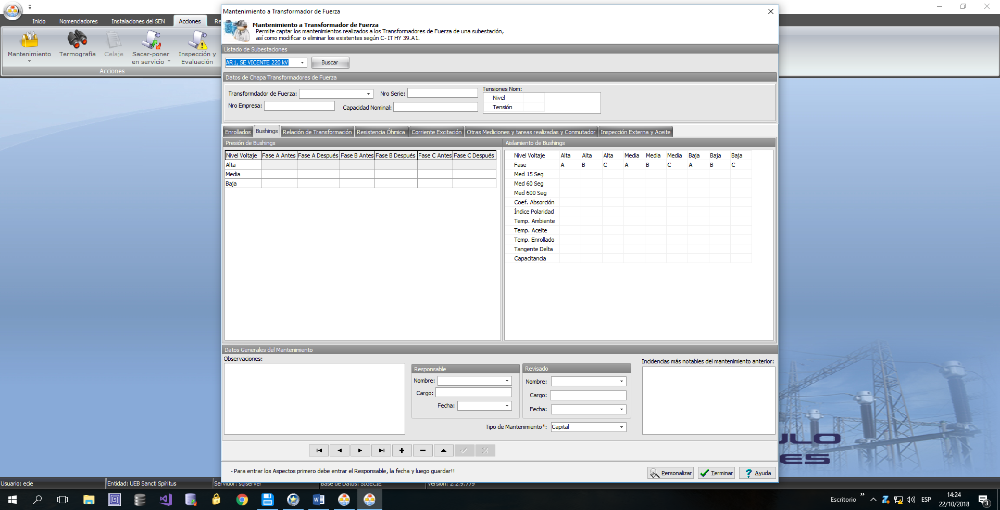 Mantenimiento a Transformador de Fuerza
Inicio
Nomencladores
Instalaciones del SEN
Acciones
Mantenimiento
Termografía
Celaje
Sacar-poner
en servicio
Inspección y
Evaluación
Acciones
Mantenimiento a Transformador de Fuerza
Permite captar los mantenimientos realizados a los Transformadores de Fuerza de una subestación,
así como modificar o eliminar los existentes según C- IT HY 39.A1.
Listado de Subestaciones
AR1, SE VICENTE 220 kV
Buscar
Datos de Chapa Transformadores de Fuerza
Transformdador de Fuerza:
Nro Serie:
Nro Empresa:
Capacidad Nominal:
Tensiones Nom:
Nivel
Tensión
Enrollados
Bushings
Relación de Transformación
Resistencia Óhmica
Corriente Excitación
Otras Mediciones y tareas realizadas y Conmutador
Inspección Externa y Aceite
Presión de Bushings
Nivel Voltaje Fase A Antes Fase A Después Fase B Antes Fase B Después Fase C Antes Fase C Después
Alta
Media
Baja
Aislamiento de Bushings
Nivel Voltaje Alta Alta Alta Media Media Media Baja Baja Baja
Fase A B C A B C A B C
Med 15 Seg
Med 60 Seg
Med 600 Seg
Coef. Absorción
Índice Polaridad
Temp. Ambiente
Temp. Aceite
Temp. Enrollado
Tangente Delta
Capacitancia
Datos Generales del Mantenimiento
Observaciones:
Responsable
Nombre:
Cargo:
Fecha:
Revisado
Nombre:
Cargo:
Fecha:
Tipo de Mantenimiento*: Capital
Incidencias más notables del mantenimiento anterior:
- Para entrar los Aspectos primero debe entrar el Responsable, la fecha y luego guardar!!
Personalizar
Terminar
Ayuda
Usuario: ecie
Entidad: UEB Sancti Spíritus
Servidor: sqlserver
Base de Datos: SIGECIE
Versión: 2.2.9.779
Escritorio
ESP
14:24
22/10/2018
3